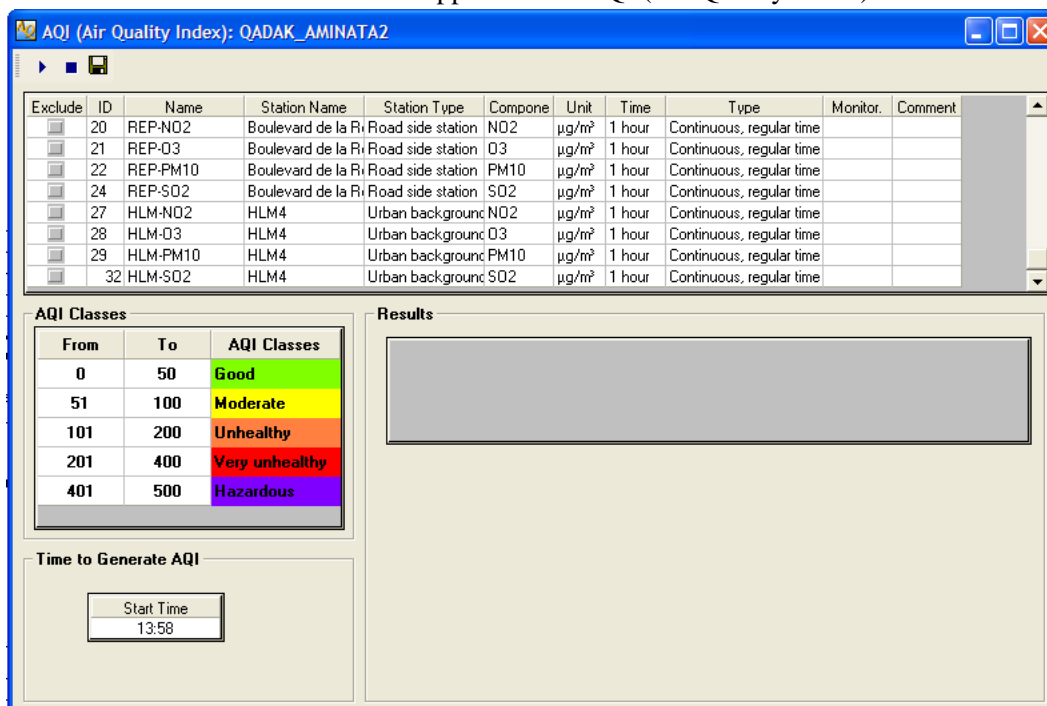 AQI (Air Quality Index): QADAK_AMINATA2
Exclude ID Name Station Name Station Type Compone Unit Time Type Monitor. Comment
20 REP-NO2 Boulevard de la R Road side station NO2 µg/m³ 1 hour Continuous, regular time
21 REP-O3 Boulevard de la R Road side station O3 µg/m³ 1 hour Continuous, regular time
22 REP-PM10 Boulevard de la R Road side station PM10 µg/m³ 1 hour Continuous, regular time
24 REP-SO2 Boulevard de la R Road side station SO2 µg/m³ 1 hour Continuous, regular time
27 HLM-NO2 HLM4 Urban background NO2 µg/m³ 1 hour Continuous, regular time
28 HLM-O3 HLM4 Urban background O3 µg/m³ 1 hour Continuous, regular time
29 HLM-PM10 HLM4 Urban background PM10 µg/m³ 1 hour Continuous, regular time
32 HLM-SO2 HLM4 Urban background SO2 µg/m³ 1 hour Continuous, regular time
AQI Classes
From To AQI Classes
0 50 Good
51 100 Moderate
101 200 Unhealthy
201 400 Very unhealthy
401 500 Hazardous
Results
Time to Generate AQI
Start Time
13:58